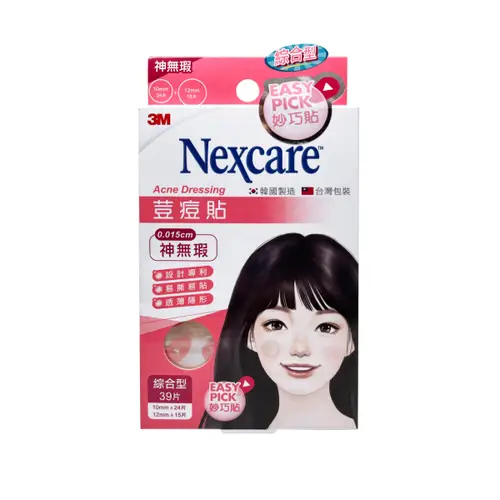 神無瑕
綜合型
10mm
24片
12mm
15片
EASY
PICK
妙巧貼
3M
Nexcare™
Acne Dressing
韓國製造
台灣包裝
荳痘貼
0.015cm
神無瑕
設計專利
易撕易貼
透薄隱形
綜合型
39片
10mm x 24片
12mm x 15片
EASY
PICK
妙巧貼